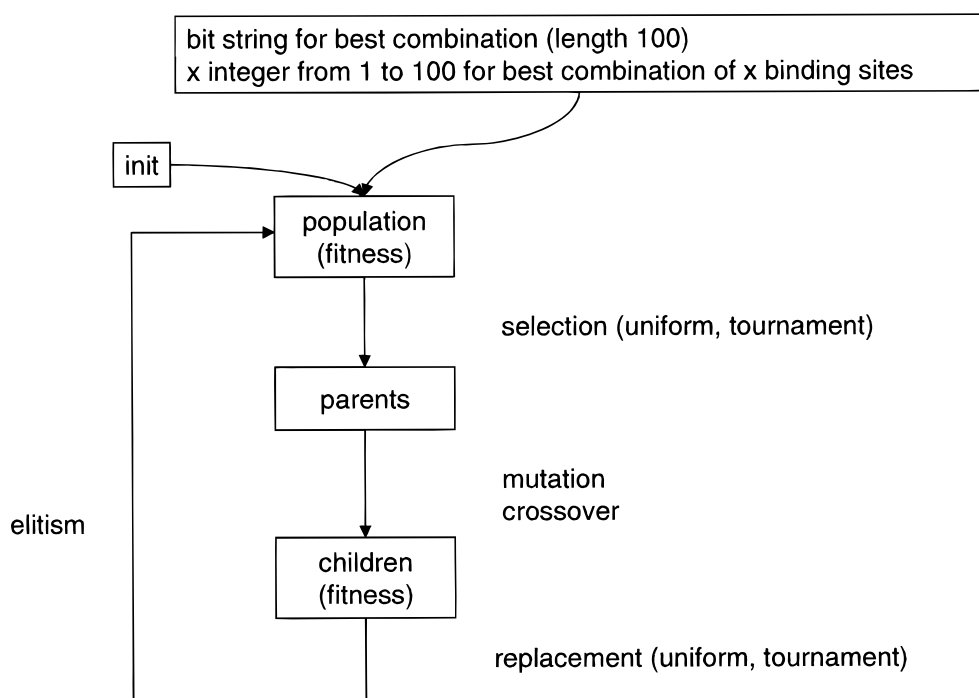 bit string for best combination (length 100)
x integer from 1 to 100 for best combination of x binding sites
init
population
(fitness)
selection (uniform, tournament)
parents
mutation
crossover
elitism
children
(fitness)
replacement (uniform, tournament)